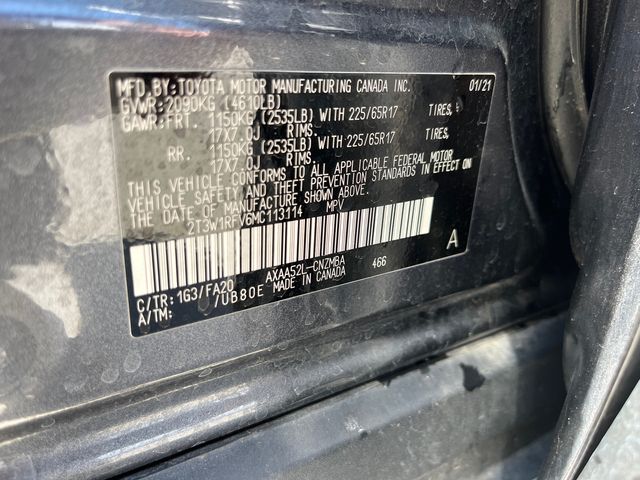 MFD.BY:TOYOTA MOTOR MANUFACTURING CANADA INC. 01/21
GVWR:2090KG (4610LB)
GAWR:FRT. 1150KG (2535LB) WITH 225/65R17 TIRES,
17X7.0J RIMS.
RR. 1150KG (2535LB) WITH 225/65R17 TIRES,
17X7.0J RIMS.
THIS VEHICLE CONFORMS TO ALL APPLICABLE FEDERAL MOTOR
VEHICLE SAFETY AND THEFT PREVENTION STANDARDS IN EFFECT ON
THE DATE OF MANUFACTURE SHOWN ABOVE.
2T3W1RFV6MC113114 MPV
A
C/TR:1G3/FA20 AXAA52L-CNZMBA 466
A/TM: /UB80E MADE IN CANADA